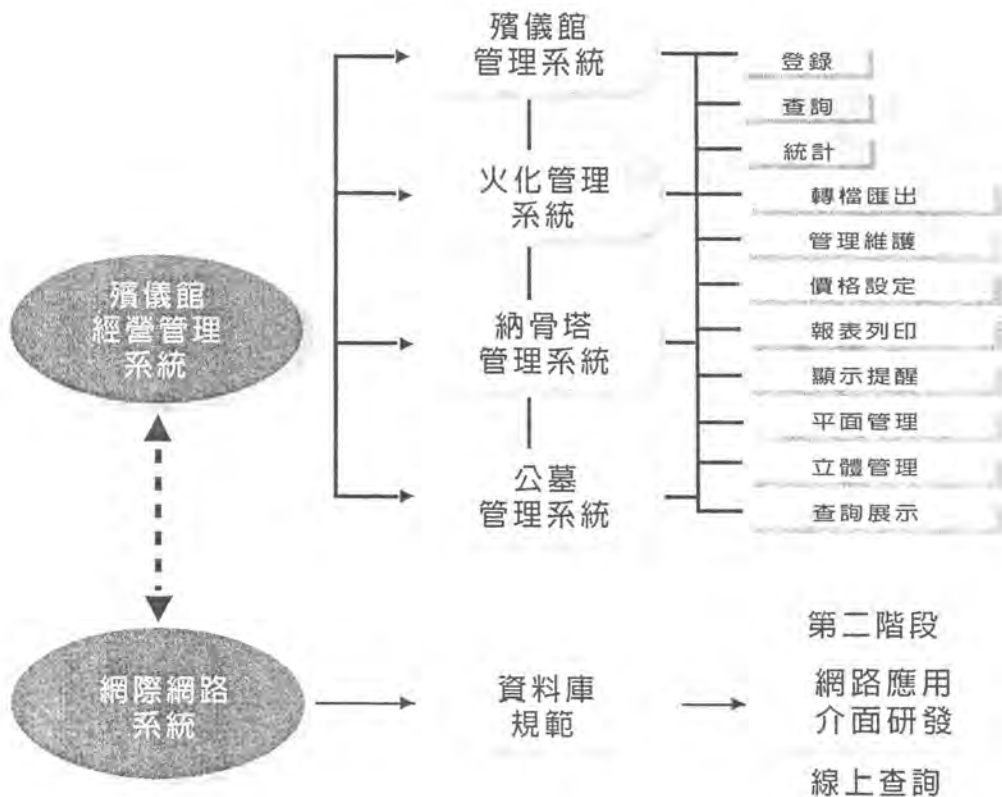 殯儀館
管理系統
火化管理
系統
納骨塔
管理系統
公墓
管理系統
登錄
查詢
統計
轉檔匯出
管理維護
價格設定
報表列印
顯示提醒
平面管理
立體管理
查詢展示
殯儀館
經營管理
系統
網際網路
系統
資料庫
規範
第二階段
網路應用
介面研發
線上查詢